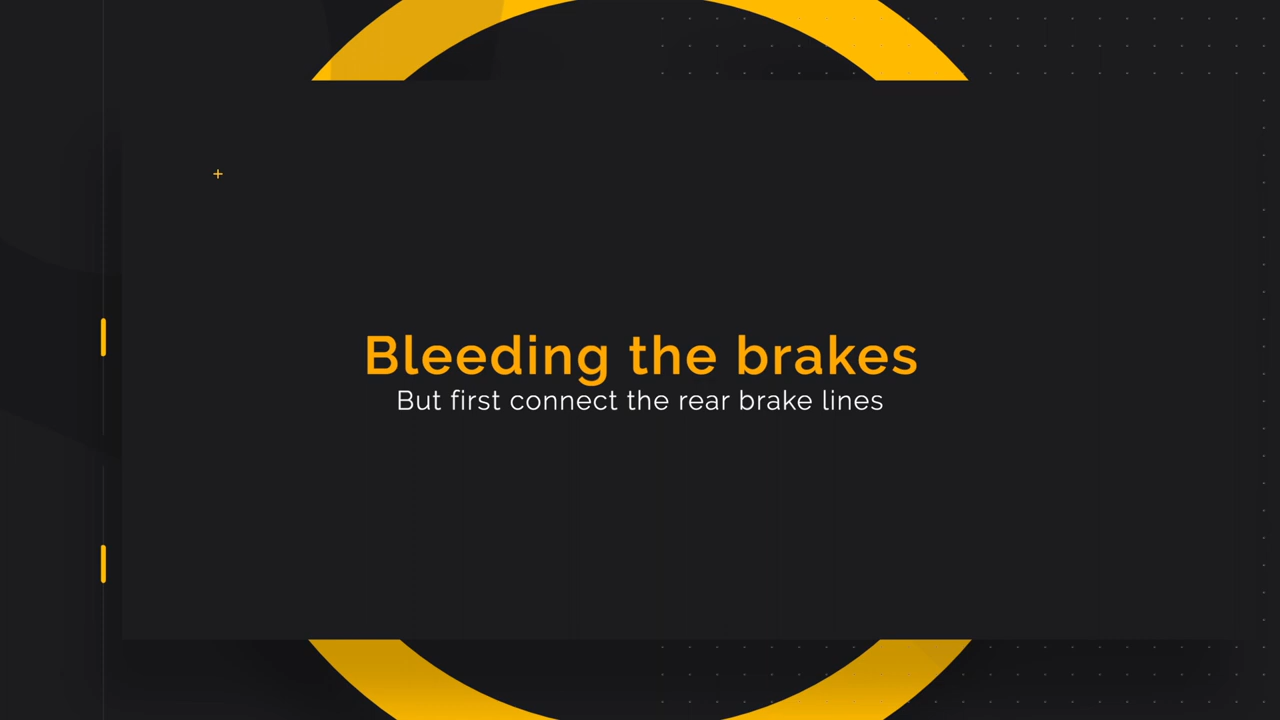 Bleeding the brakes
But first connect the rear brake lines